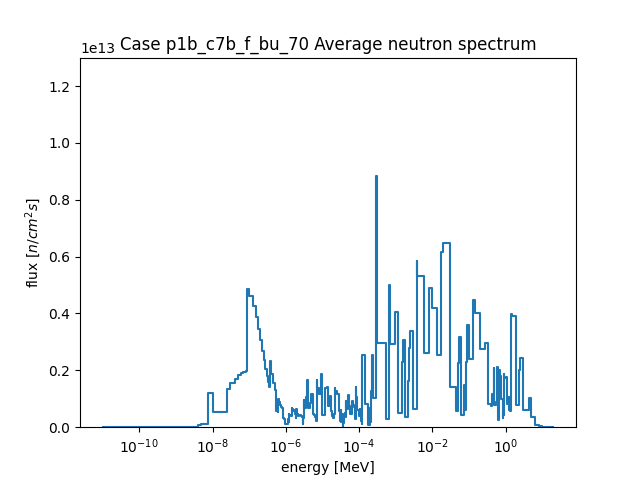 1e13 Case p1b_c7b_f_bu_70 Average neutron spectrum
1.2
1.0
0.8
0.6
0.4
0.2
0.0
flux [n/cm²s]
10⁻¹⁰ 10⁻⁸ 10⁻⁶ 10⁻⁴ 10⁻² 10⁰
energy [MeV]